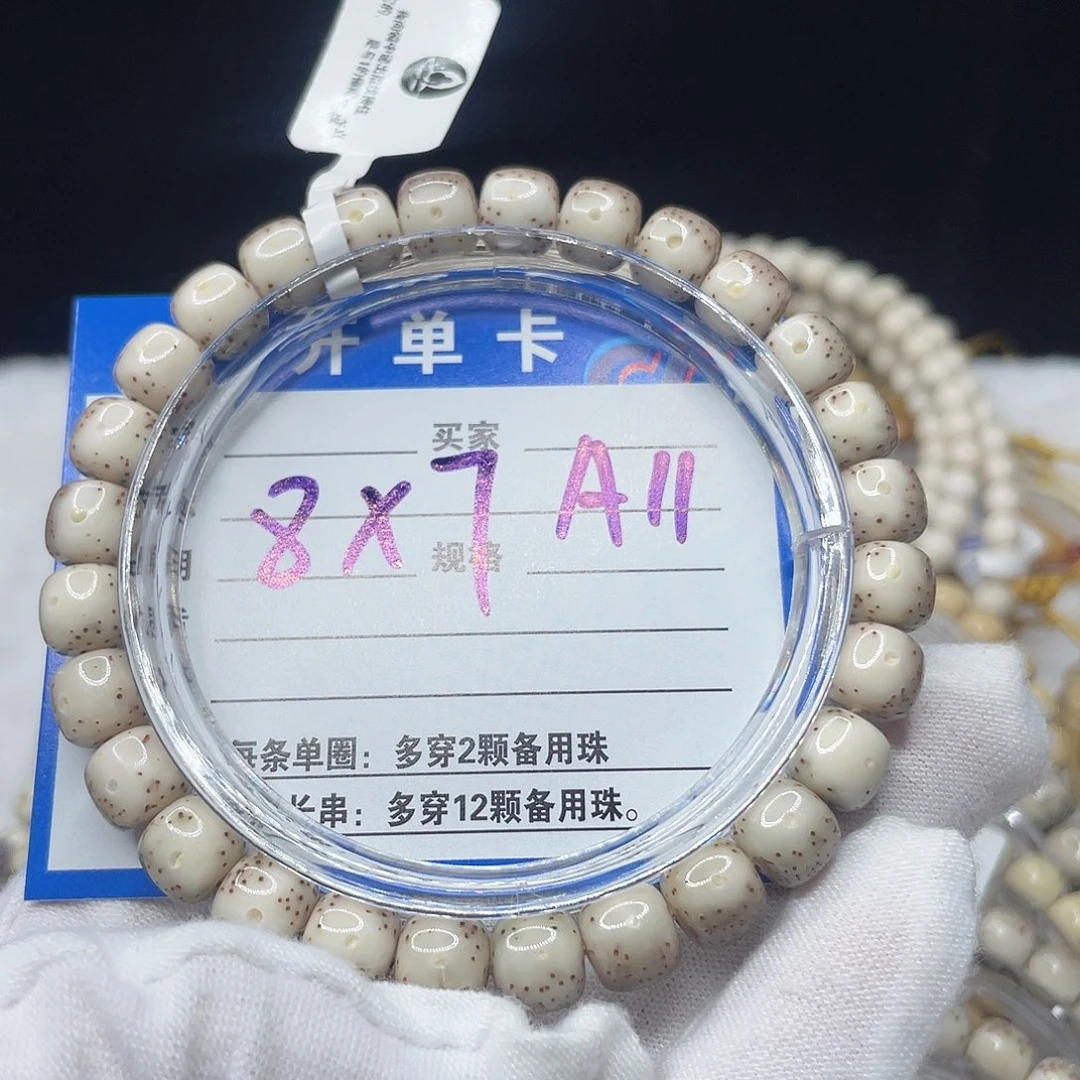 开单卡
买家
8X7 A11
规格
每条单圈：多穿2颗备用珠
长串：多穿12颗备用珠。